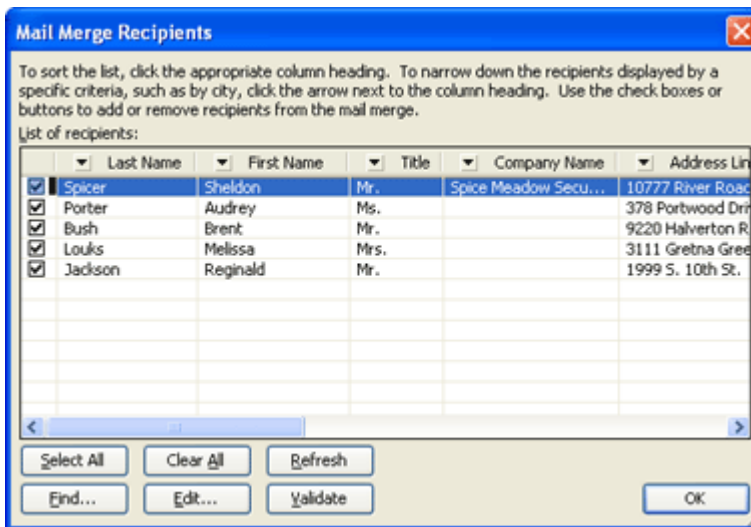 Mail Merge Recipients
To sort the list, click the appropriate column heading. To narrow down the recipients displayed by a
specific criteria, such as by city, click the arrow next to the column heading. Use the check boxes or
buttons to add or remove recipients from the mail merge.
List of recipients:
Last Name First Name Title Company Name Address Lin
Spicer Sheldon Mr. Spice Meadow Secu... 10777 River Road
Porter Audrey Ms. 378 Portwood Driv
Bush Brent Mr. 9220 Halverton R
Louks Melissa Mrs. 3111 Gretna Gree
Jackson Reginald Mr. 1999 S. 10th St.
Select All Clear All Refresh
Find... Edit... Validate OK